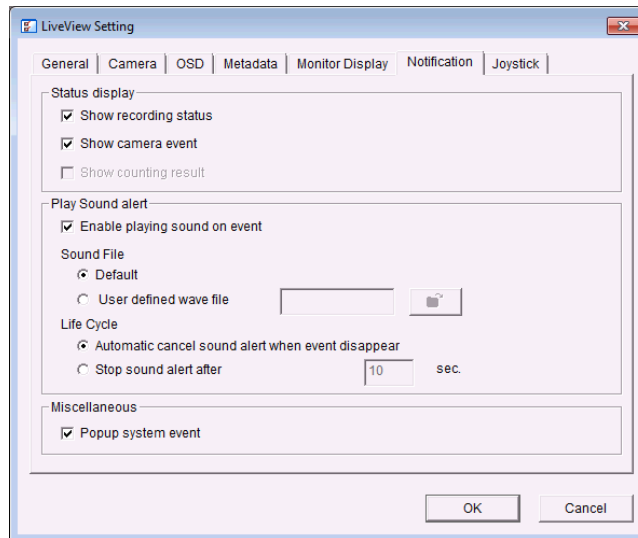 LiveView Setting
General Camera OSD Metadata Monitor Display Notification Joystick
Status display
Show recording status
Show camera event
Show counting result
Play Sound alert
Enable playing sound on event
Sound File
Default
User defined wave file
Life Cycle
Automatic cancel sound alert when event disappear
Stop sound alert after 10 sec.
Miscellaneous
Popup system event
OK Cancel